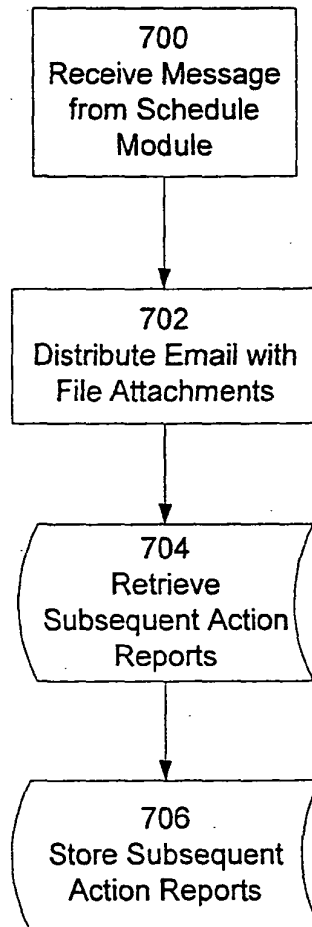 700
Receive Message
from Schedule
Module
702
Distribute Email with
File Attachments
704
Retrieve
Subsequent Action
Reports
706
Store Subsequent
Action Reports